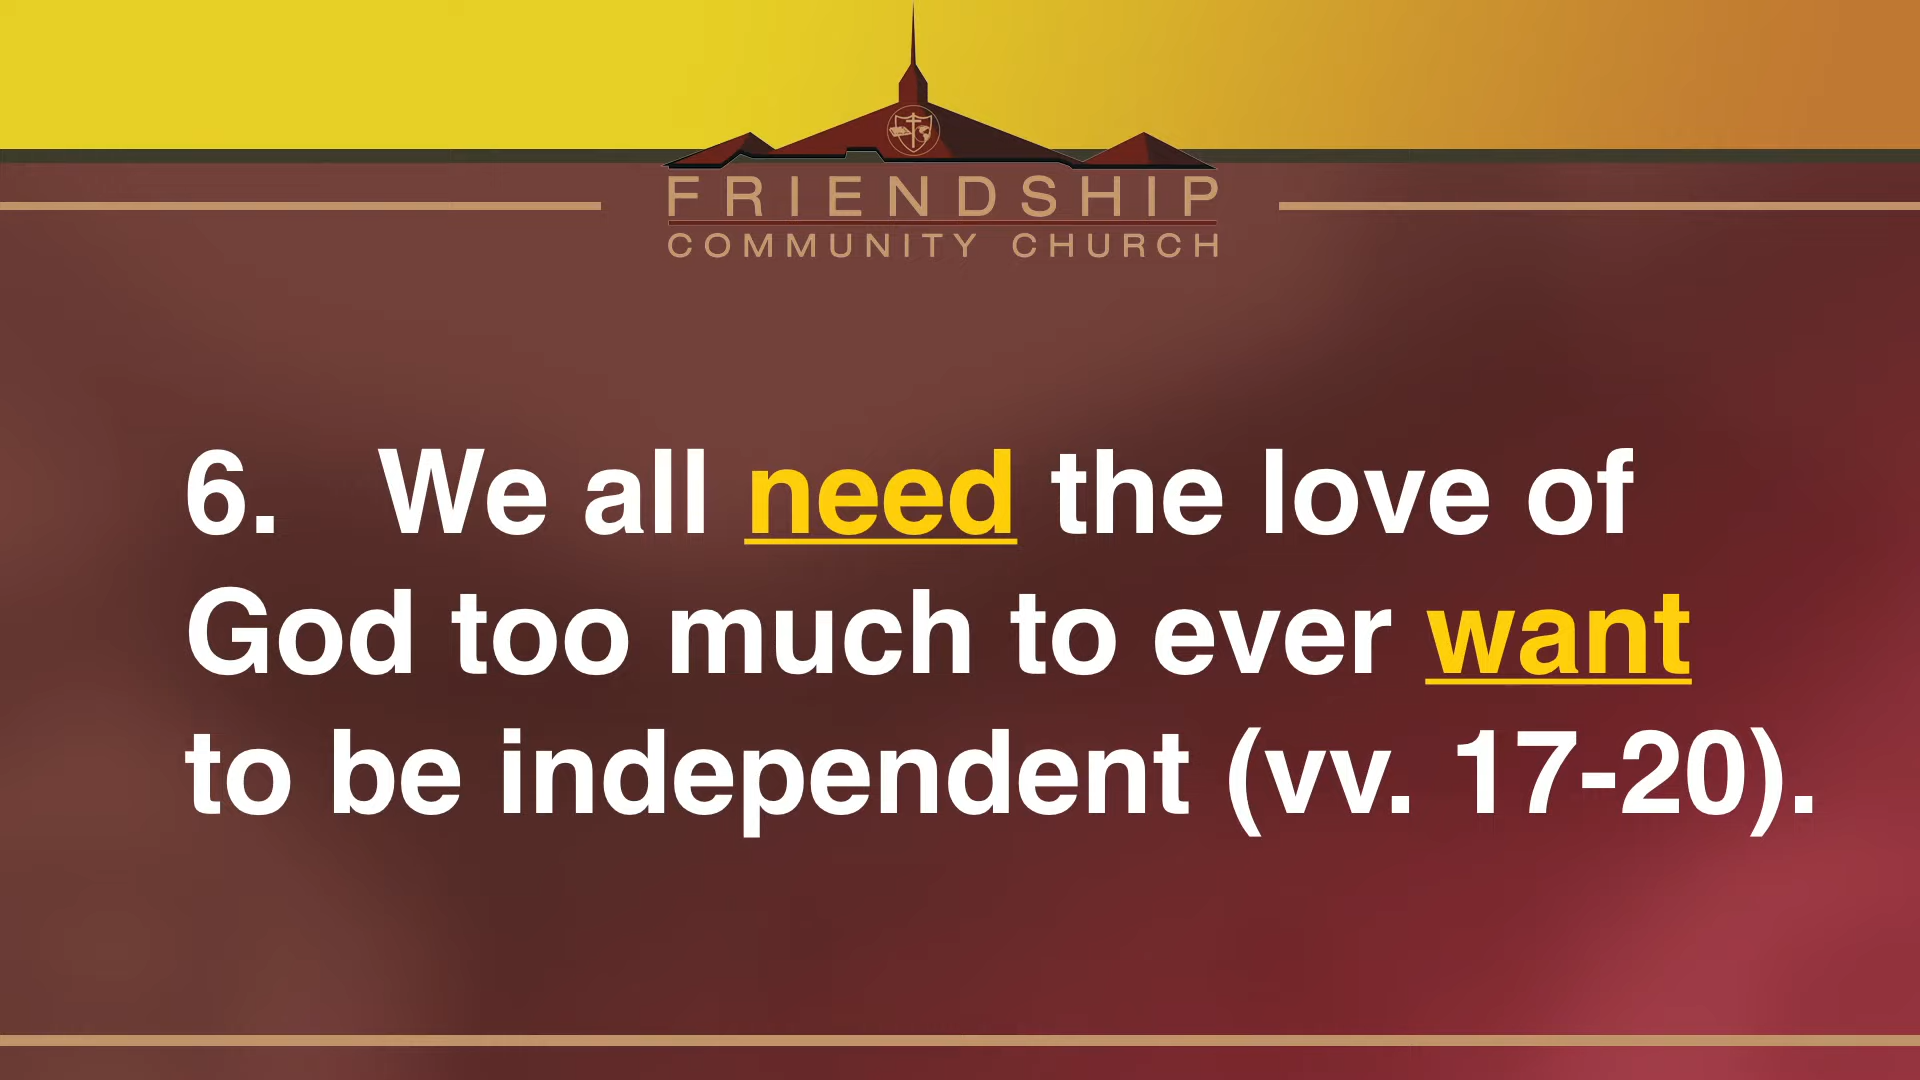 FRIENDSHIP
COMMUNITY CHURCH
6. We all need the love of
God too much to ever want
to be independent (vv. 17-20).